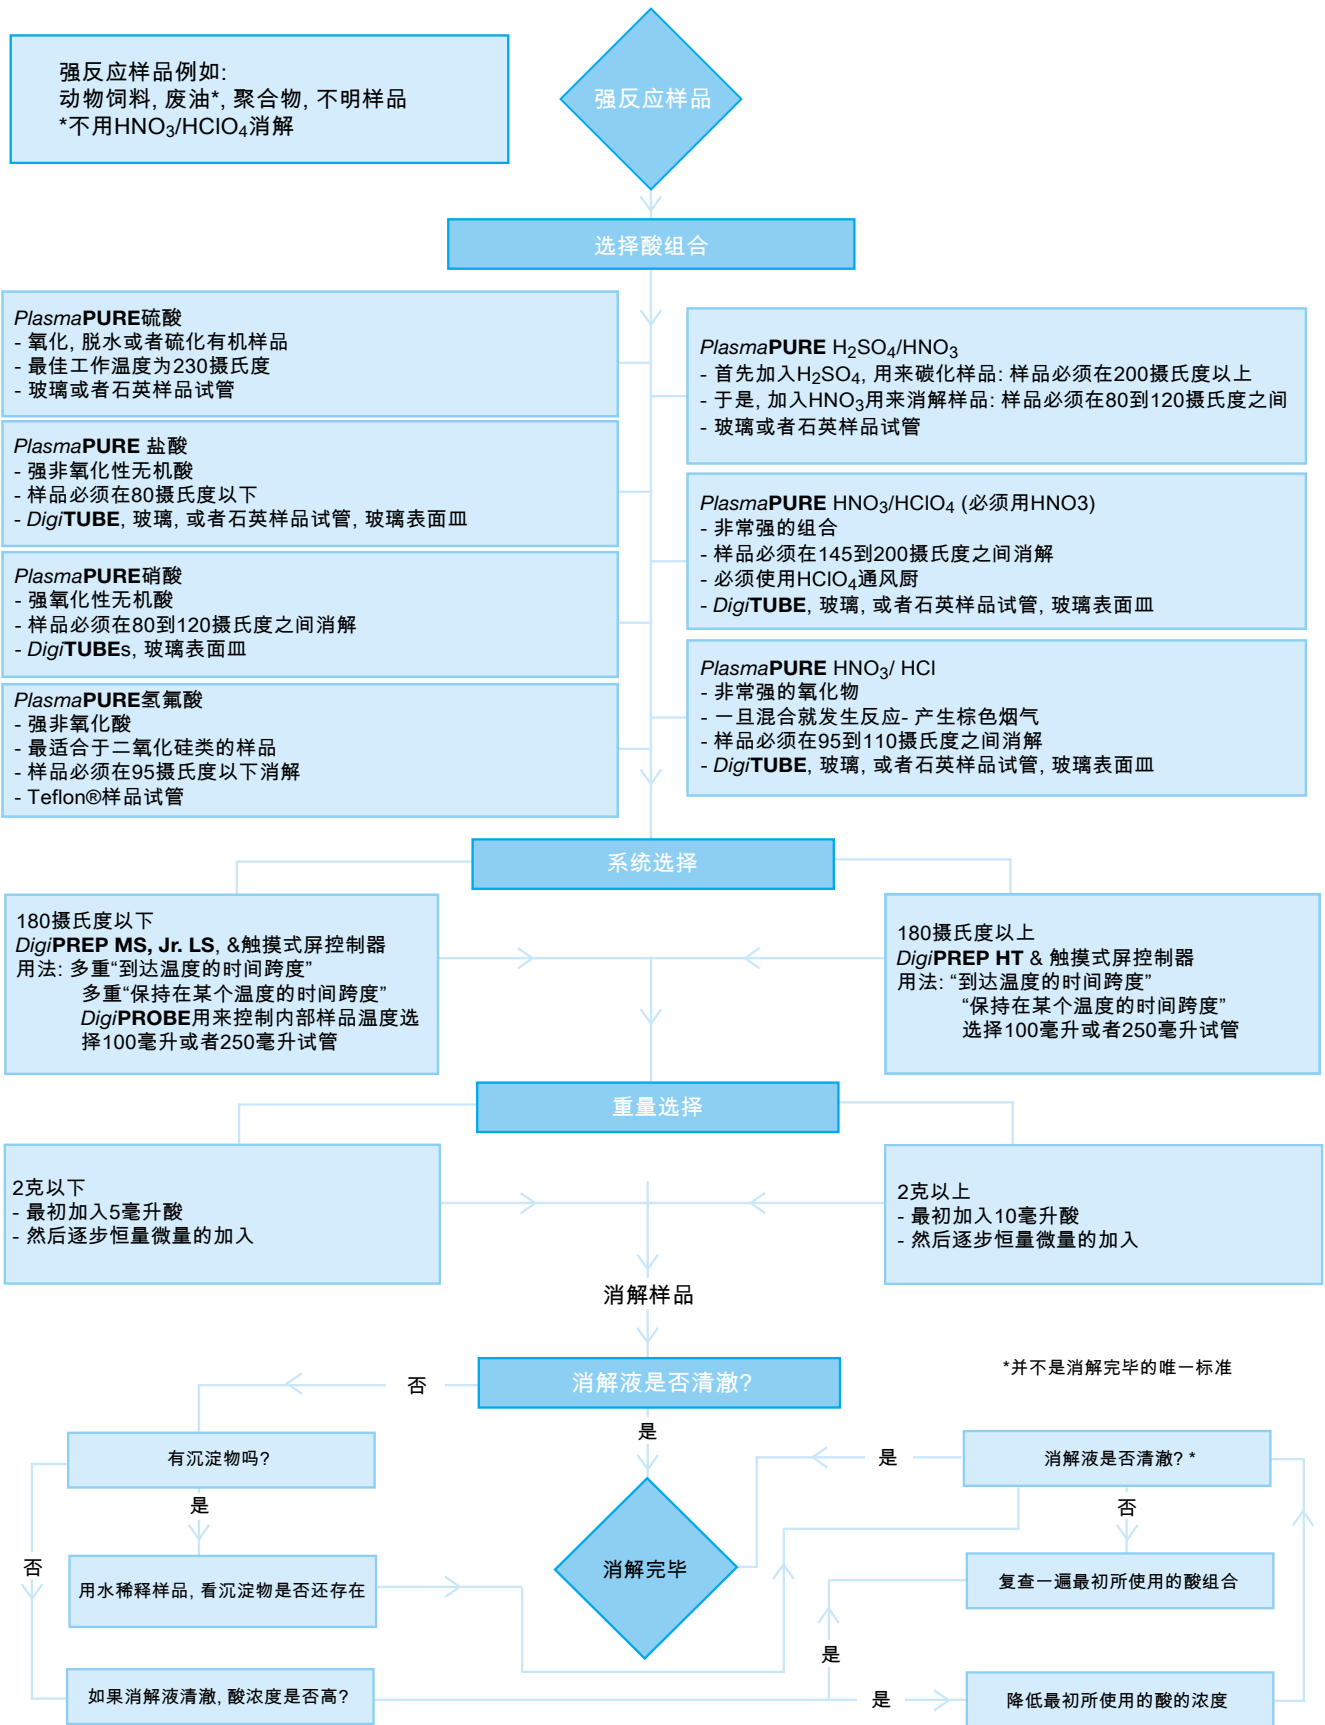 强反应样品例如:
动物饲料, 废油*, 聚合物, 不明样品
*不用HNO₃/HClO₄消解
强反应样品
选择酸组合
PlasmaPURE硫酸
- 氧化, 脱水或者硫化有机样品
- 最佳工作温度为230摄氏度
- 玻璃或者石英样品试管
PlasmaPURE 盐酸
- 强非氧化性无机酸
- 样品必须在80摄氏度以下
- DigiTUBE, 玻璃, 或者石英样品试管, 玻璃表面皿
PlasmaPURE硝酸
- 强氧化性无机酸
- 样品必须在80到120摄氏度之间消解
- DigiTUBEs, 玻璃表面皿
PlasmaPURE氢氟酸
- 强非氧化酸
- 最适合于二氧化硅类的样品
- 样品必须在95摄氏度以下消解
- Teflon®样品试管
PlasmaPURE H₂SO₄/HNO₃
- 首先加入H₂SO₄, 用来碳化样品: 样品必须在200摄氏度以上
- 于是, 加入HNO₃用来消解样品: 样品必须在80到120摄氏度之间
- 玻璃或者石英样品试管
PlasmaPURE HNO₃/HClO₄ (必须用HNO3)
- 非常强的组合
- 样品必须在145到200摄氏度之间消解
- 必须使用HClO₄通风厨
- DigiTUBE, 玻璃, 或者石英样品试管, 玻璃表面皿
PlasmaPURE HNO₃/ HCl
- 非常强的氧化物
- 一旦混合就发生反应- 产生棕色烟气
- 样品必须在95到110摄氏度之间消解
- DigiTUBE, 玻璃, 或者石英样品试管, 玻璃表面皿
系统选择
180摄氏度以下
DigiPREP MS, Jr. LS, &触摸式屏控制器
用法: 多重“到达温度的时间跨度”
多重“保持在某个温度的时间跨度”
DigiPROBE用来控制内部样品温度选
择100毫升或者250毫升试管
180摄氏度以上
DigiPREP HT & 触摸式屏控制器
用法: “到达温度的时间跨度”
“保持在某个温度的时间跨度”
选择100毫升或者250毫升试管
重量选择
2克以下
- 最初加入5毫升酸
- 然后逐步恒量微量的加入
2克以上
- 最初加入10毫升酸
- 然后逐步恒量微量的加入
消解样品
*并不是消解完毕的唯一标准
消解液是否清澈?
否
是
有沉淀物吗?
是
消解液是否清澈? *
是
否
否
用水稀释样品, 看沉淀物是否还存在
消解完毕
复查一遍最初所使用的酸组合
是
如果消解液清澈, 酸浓度是否高?
是
降低最初所使用的酸的浓度